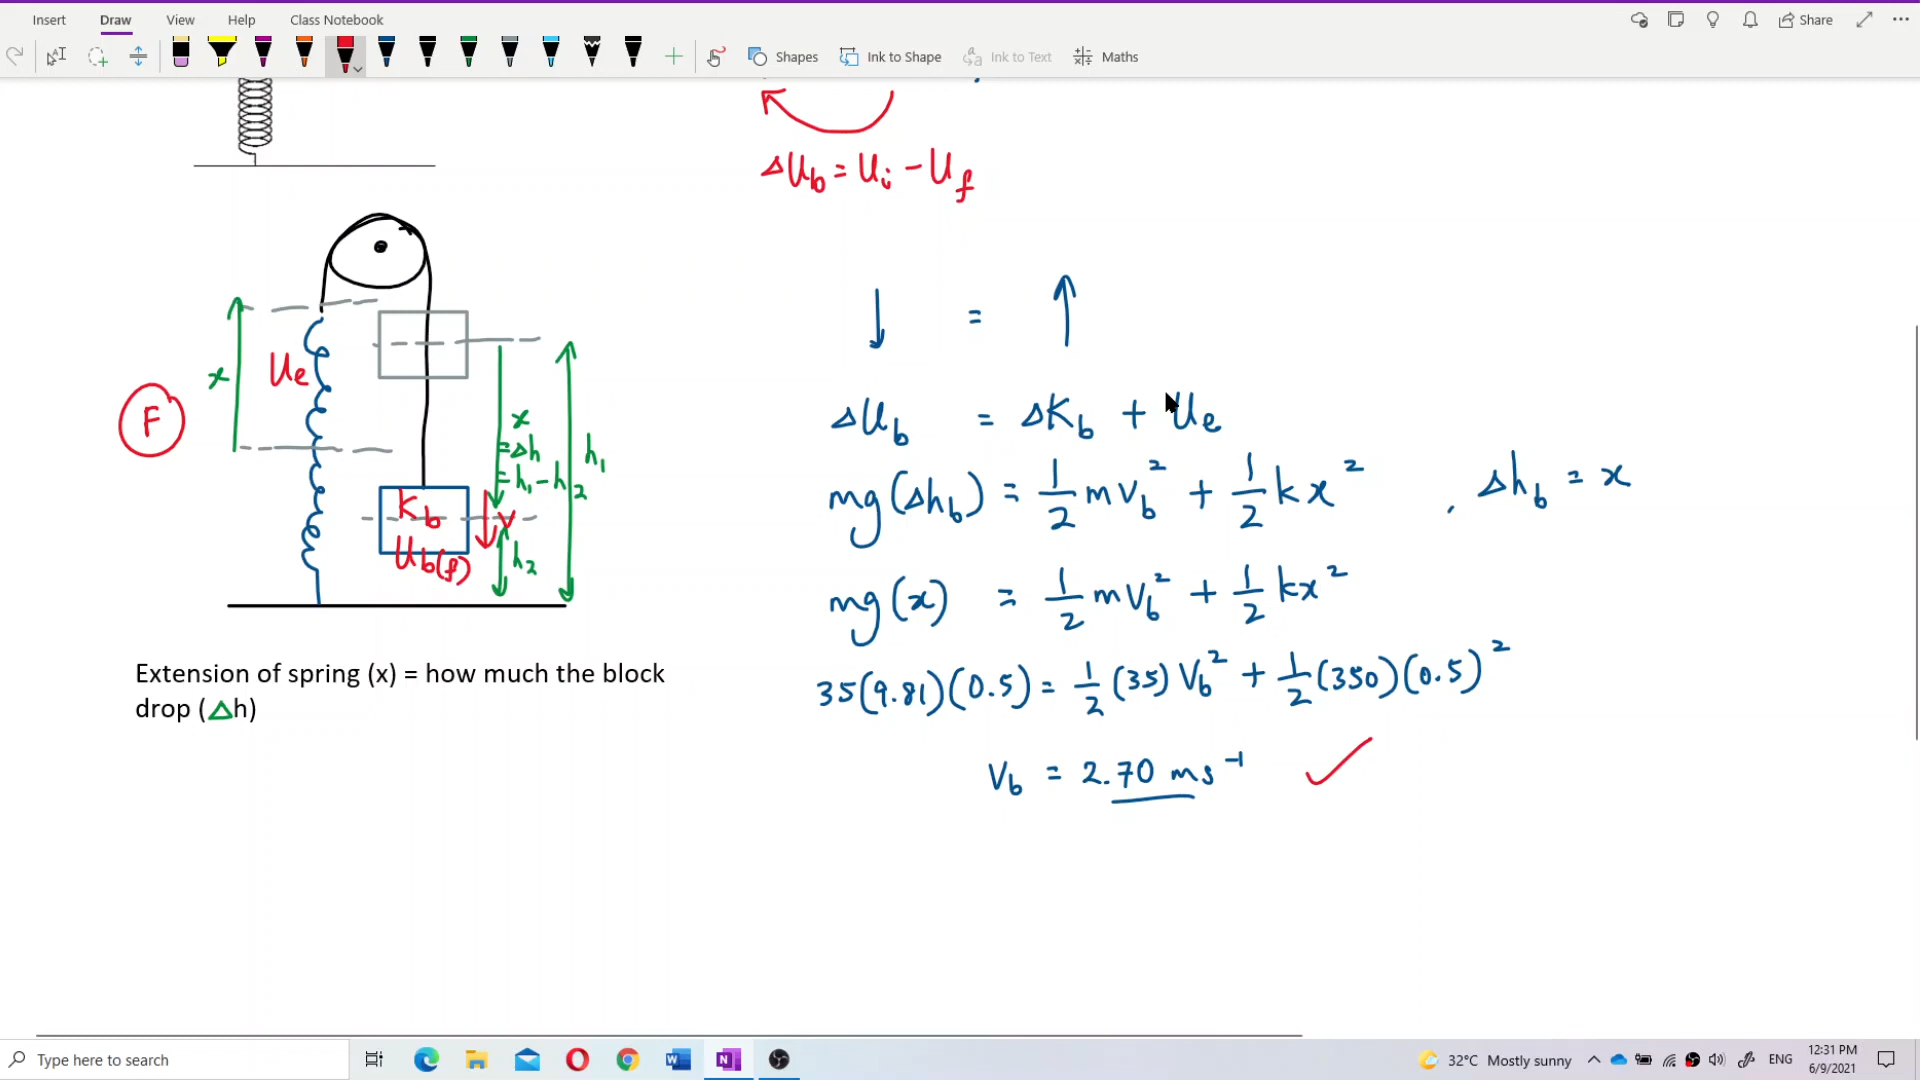 Insert Draw View Help Class Notebook Share
Shapes Ink to Shape Ink to Text Maths
ΔU_b = U_i - U_f
↓ = ↑
x
U_e
F
x
= Δh
= h_1 - h_2
h_1
K_b
v
U_b(f)
h_2
ΔU_b = ΔK_b + U_e
mg(Δh_b) = 1/2 mv_b^2 + 1/2 kx^2 , Δh_b = x
mg(x) = 1/2 mv_b^2 + 1/2 kx^2
35(9.81)(0.5) = 1/2 (35) V_b^2 + 1/2 (350)(0.5)^2
V_b = 2.70 ms^-1
Extension of spring (x) = how much the block
drop (Δh)
Type here to search
32°C Mostly sunny
ENG
12:31 PM
6/9/2021